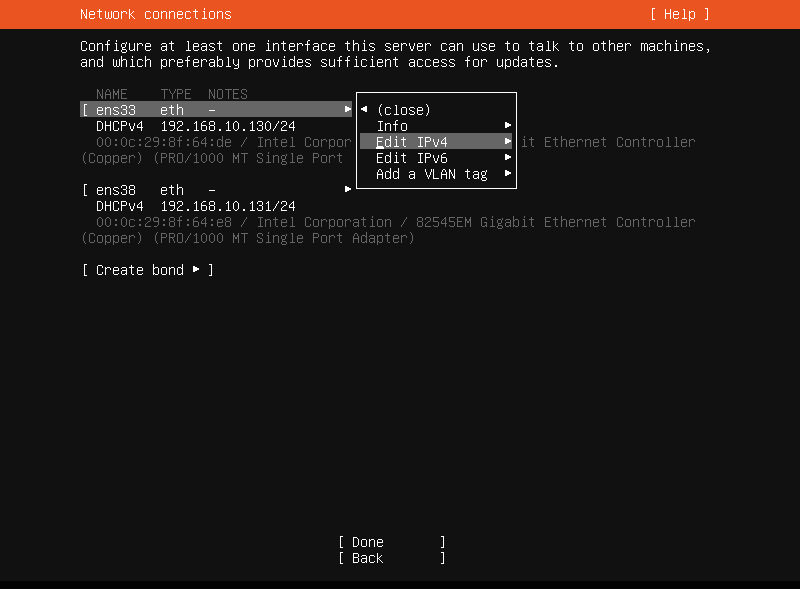 Network connections [ Help ]
Configure at least one interface this server can use to talk to other machines,
and which preferably provides sufficient access for updates.
NAME TYPE NOTES
[ ens33 eth - ▸
DHCPv4 192.168.10.130/24
00:0c:29:8f:64:de / Intel Corpor it Ethernet Controller
(Copper) (PRO/1000 MT Single Port
◂ (close)
Info ▸
Edit IPv4 ▸
Edit IPv6 ▸
Add a VLAN tag ▸
[ ens38 eth - ▸
DHCPv4 192.168.10.131/24
00:0c:29:8f:64:e8 / Intel Corporation / 82545EM Gigabit Ethernet Controller
(Copper) (PRO/1000 MT Single Port Adapter)
[ Create bond ▸ ]
[ Done ]
[ Back ]